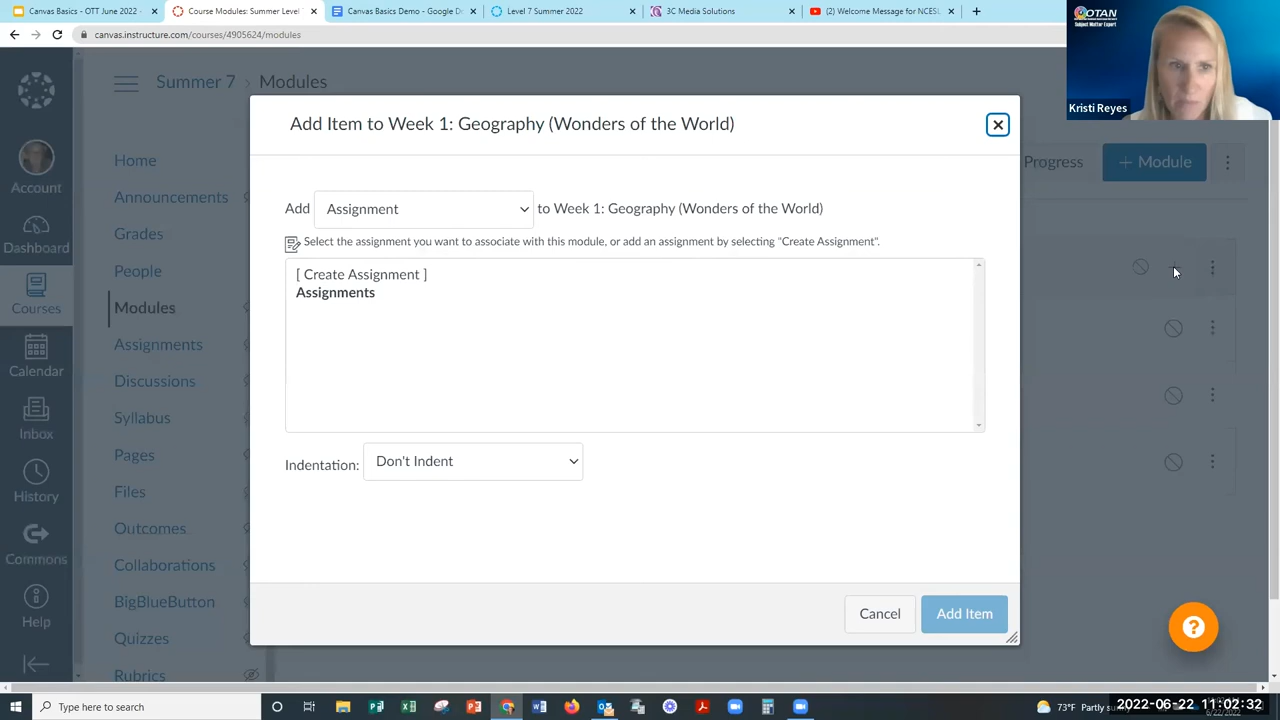 Canvas Basics - OTT June 2022
Course Modules: Summer Level
Canvas Basics Demo - Google D
Level 7 Summer 2022
3C Media Solutions
(2) Welcome Message for NCESL
canvas.instructure.com/courses/4905624/modules
OTAN
Subject Matter Expert
Kristi Reyes
Summer 7 > Modules
Account
Dashboard
Courses
Calendar
Inbox
History
Commons
Help
Home
Announcements
Grades
People
Modules
Assignments
Discussions
Syllabus
Pages
Files
Outcomes
Collaborations
BigBlueButton
Quizzes
Rubrics
Progress
+ Module
Add Item to Week 1: Geography (Wonders of the World)
Add Assignment to Week 1: Geography (Wonders of the World)
Select the assignment you want to associate with this module, or add an assignment by selecting "Create Assignment".
[ Create Assignment ]
Assignments
Indentation: Don't Indent
Cancel
Add Item
Type here to search
73°F Partly
2022-06-22 11:02:32